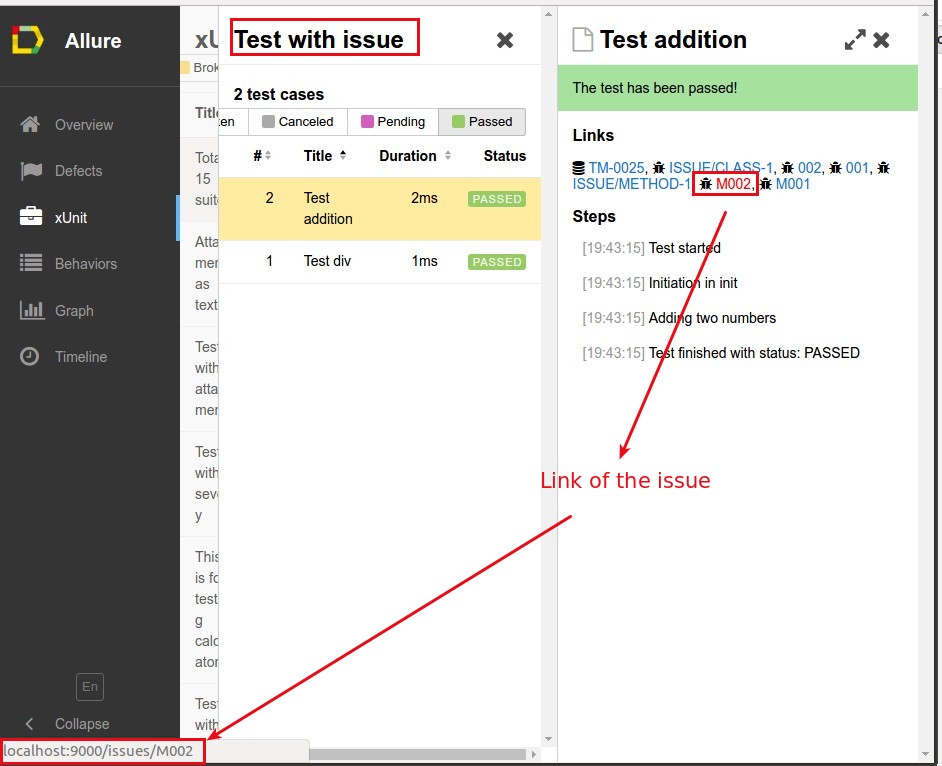 Allure
Overview
Defects
xUnit
Behaviors
Graph
Timeline
En
Collapse
localhost:9000/issues/M002
xU
Brok
Title
Tota
15
suit
Atta
mer
as
text
Test
with
atta
mer
Test
with
sev
y
This
is fo
test
g
calc
ator
Test
with
Test with issue
2 test cases
en Canceled Pending Passed
# Title Duration Status
2 Test addition 2ms PASSED
1 Test div 1ms PASSED
Test addition
The test has been passed!
Links
TM-0025, ISSUE/CLASS-1, 002, 001,
ISSUE/METHOD-1 M002, M001
Steps
[19:43:15] Test started
[19:43:15] Initiation in init
[19:43:15] Adding two numbers
[19:43:15] Test finished with status: PASSED
Link of the issue